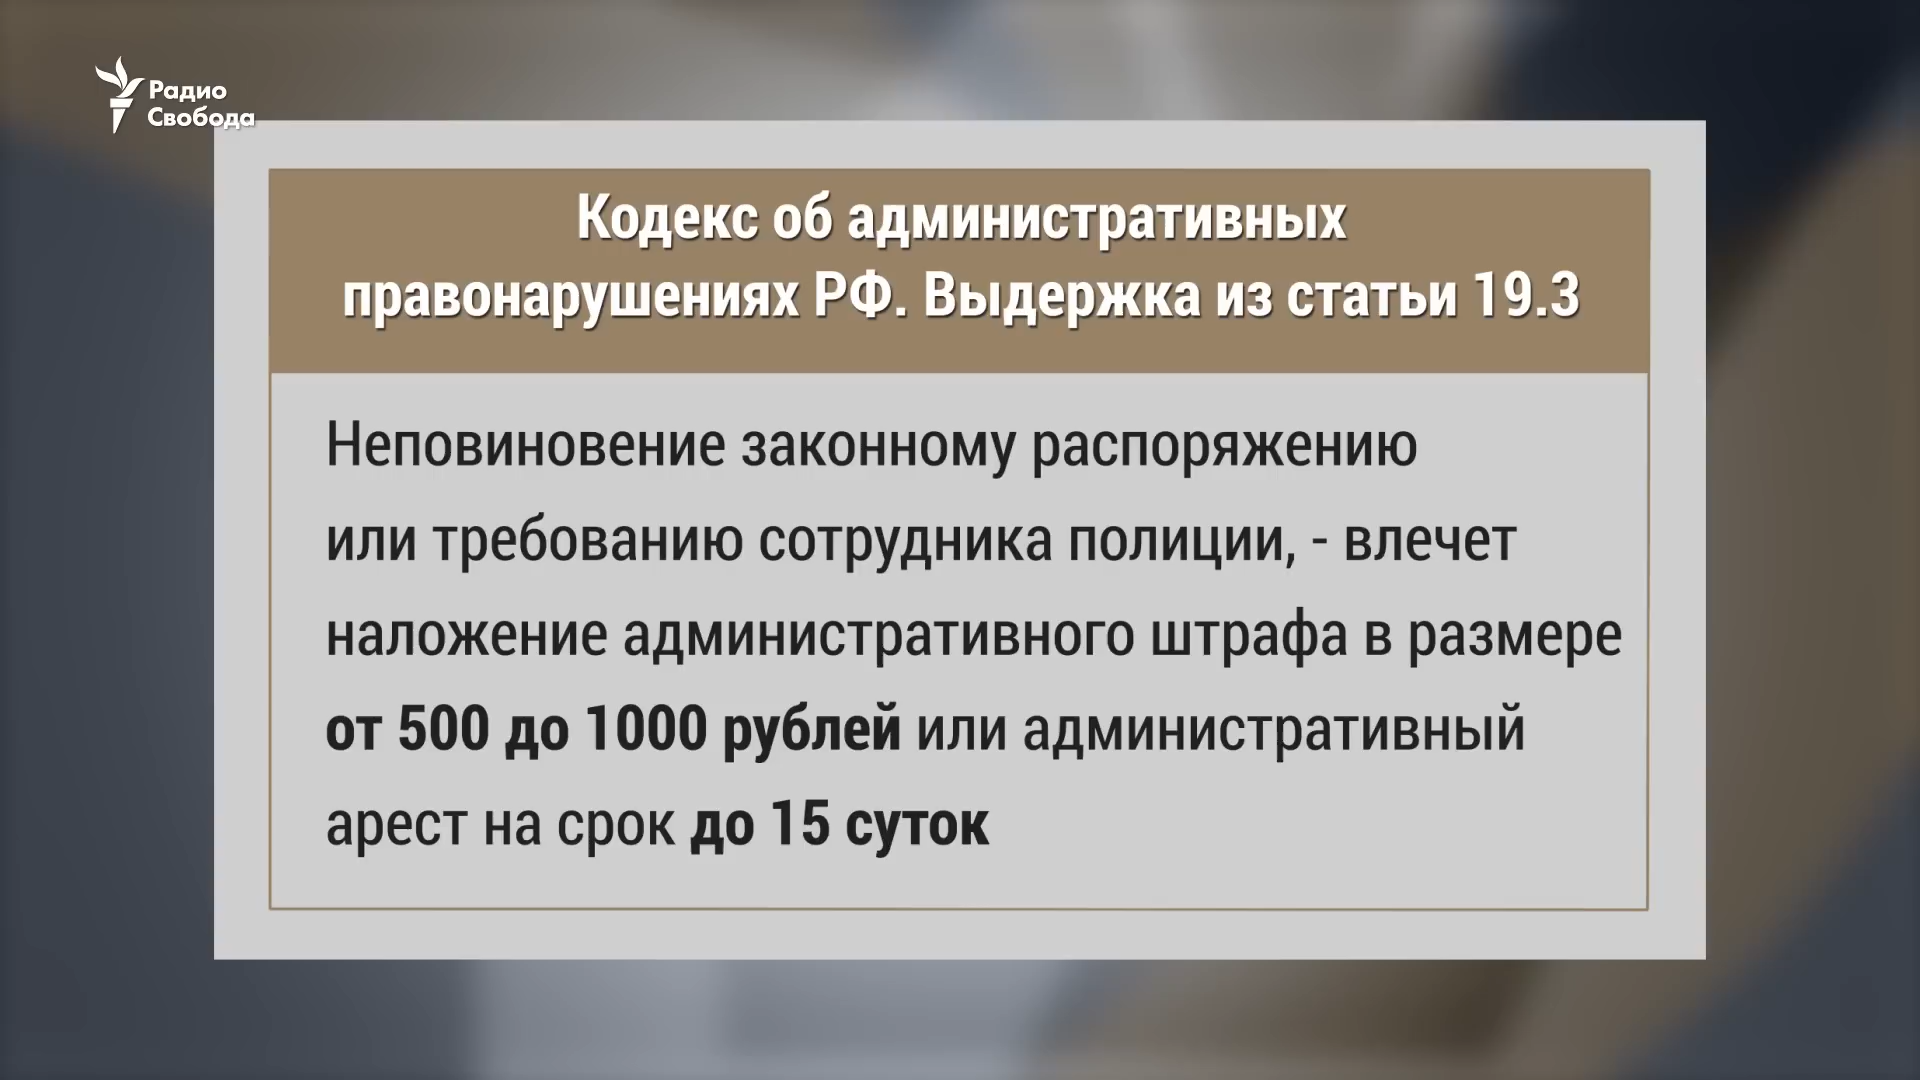 Радио
Свобода
Кодекс об административных
правонарушениях РФ. Выдержка из статьи 19.3
Неповиновение законному распоряжению
или требованию сотрудника полиции, - влечет
наложение административного штрафа в размере
от 500 до 1000 рублей или административный
арест на срок до 15 суток